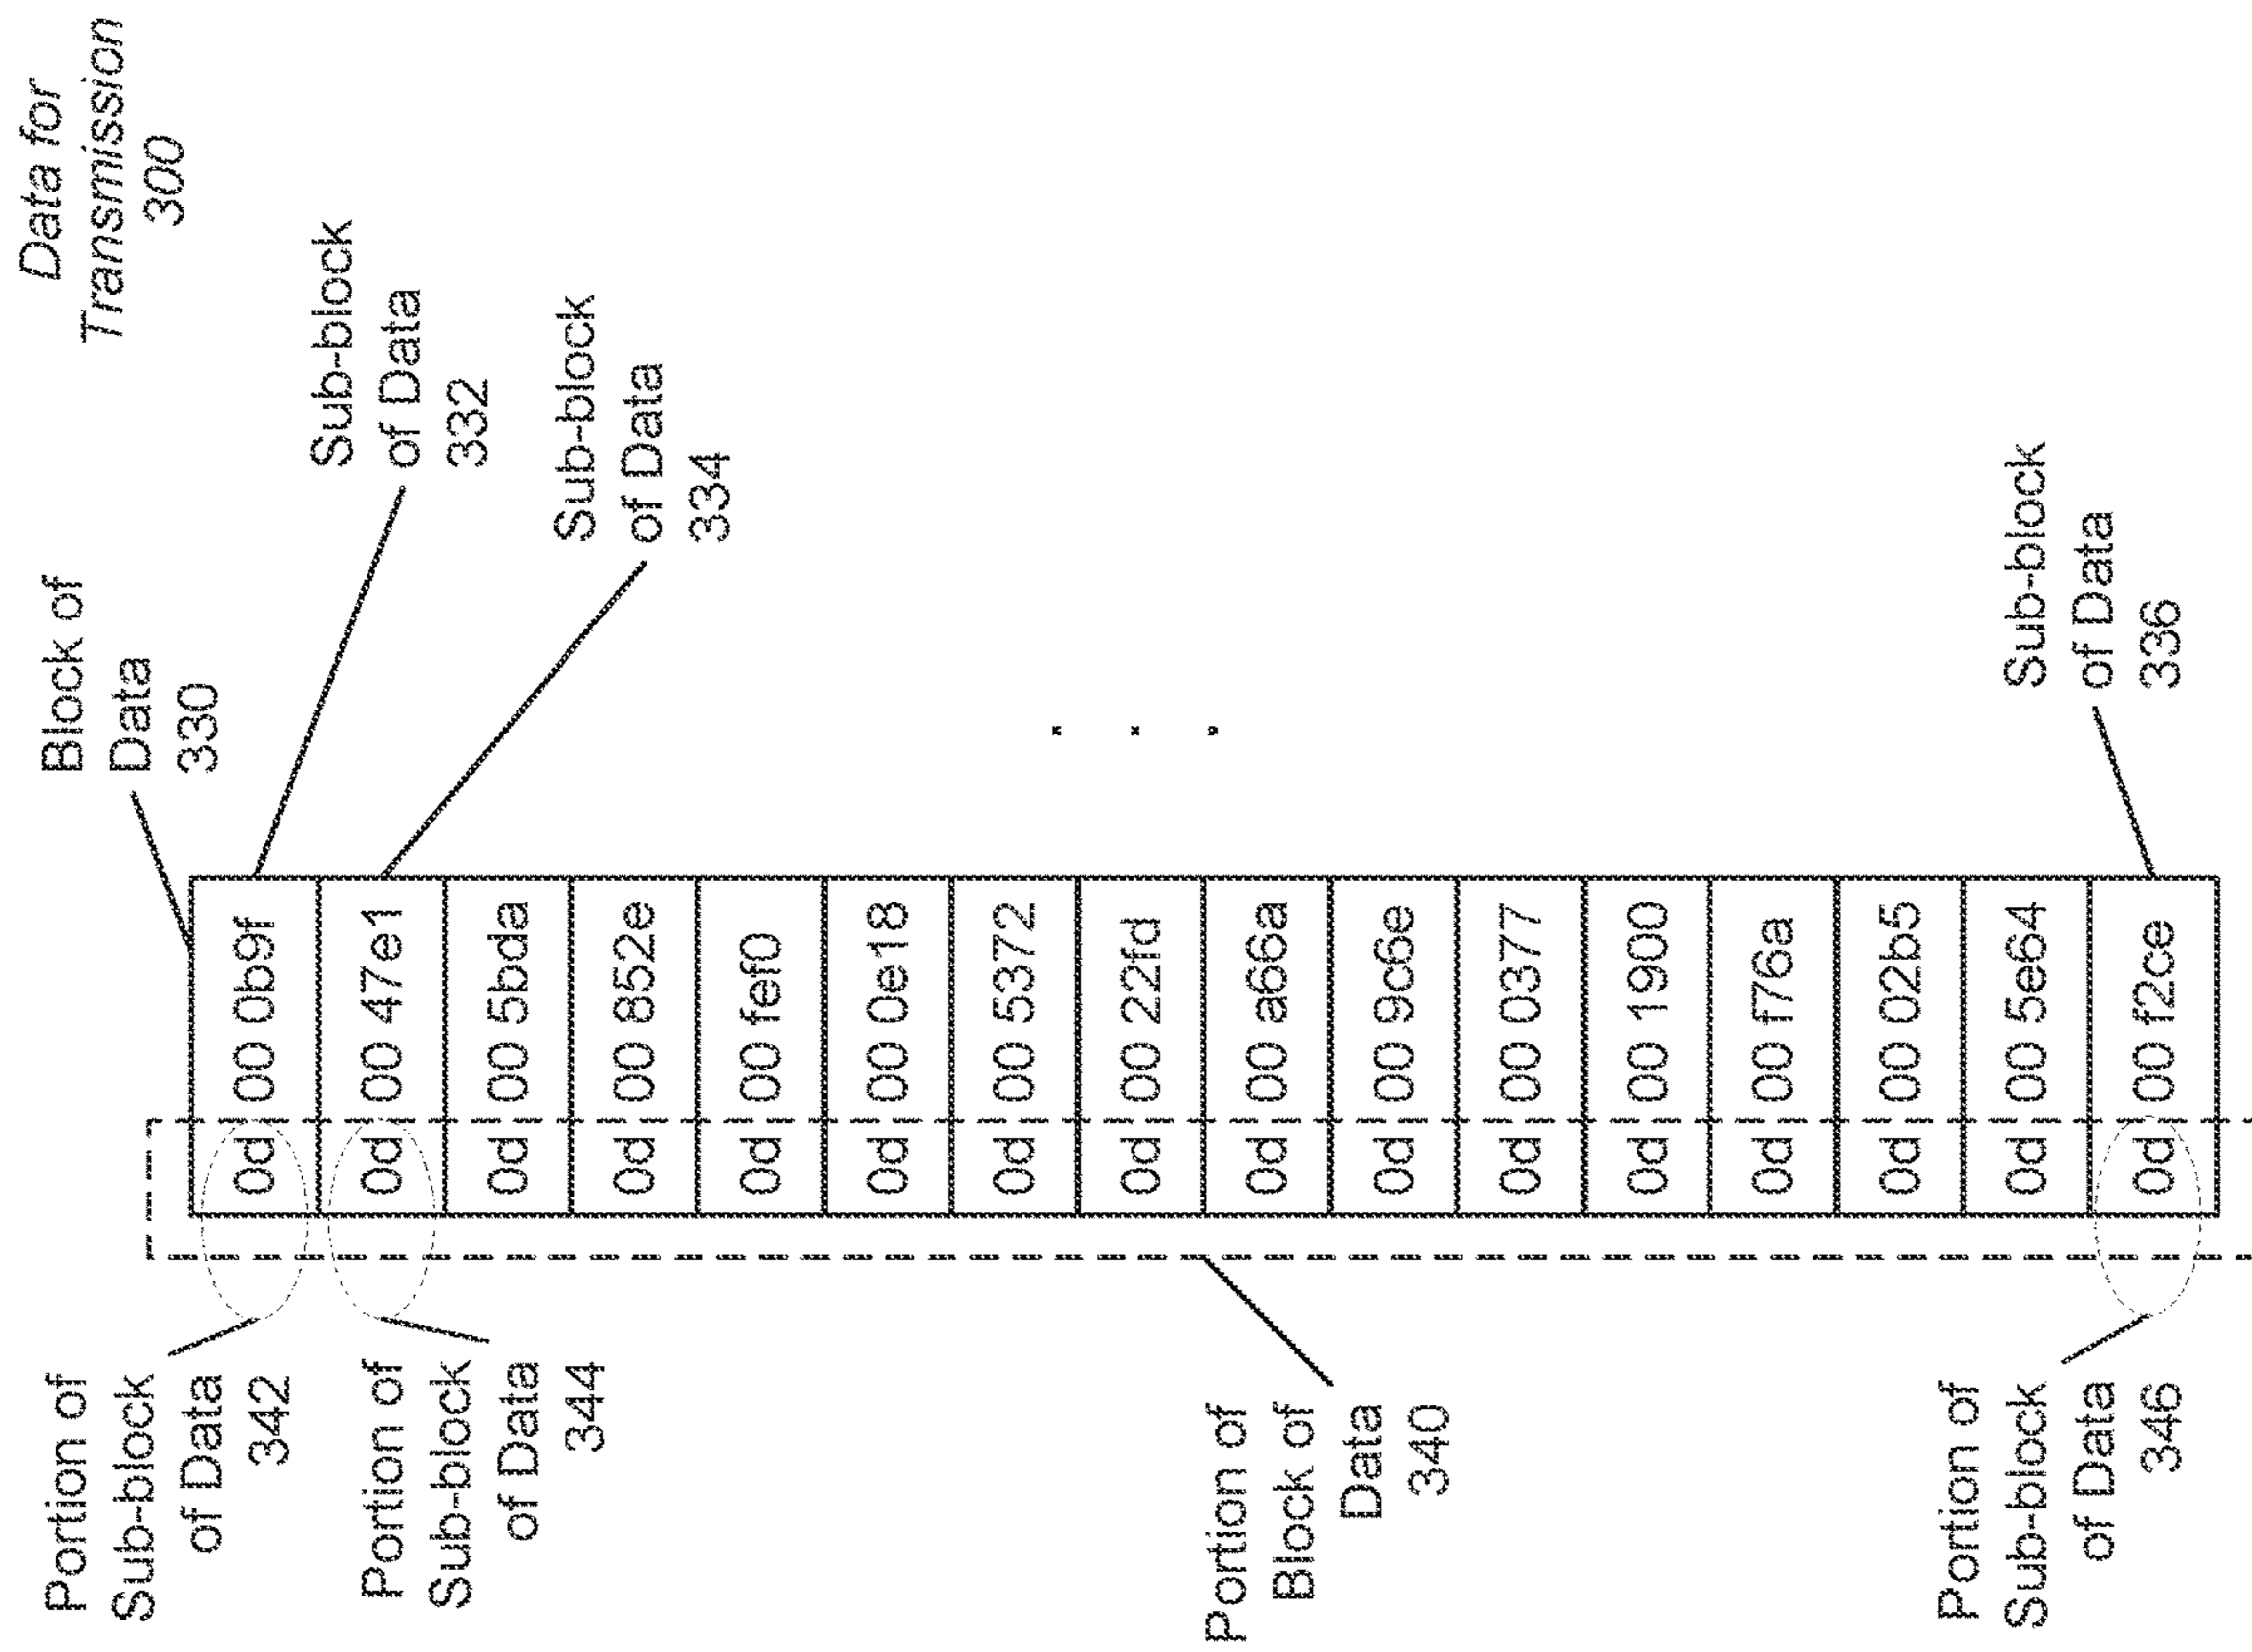 Data for
Transmission
300
Block of
Data
330
Sub-block
of Data
332
Sub-block
of Data
334
Sub-block
of Data
336
0d 00 0b9f
0d 00 47e1
0d 00 5bda
0d 00 852e
0d 00 fef0
0d 00 0e18
0d 00 5372
0d 00 22fd
0d 00 a66a
0d 00 9c6e
0d 00 0377
0d 00 1900
0d 00 f76a
0d 00 02b5
0d 00 5e64
0d 00 f2ce
. . .
Portion of
Sub-block
of Data
342
Portion of
Sub-block
of Data
344
Portion of
Block of
Data
340
Portion of
Sub-block
of Data
346